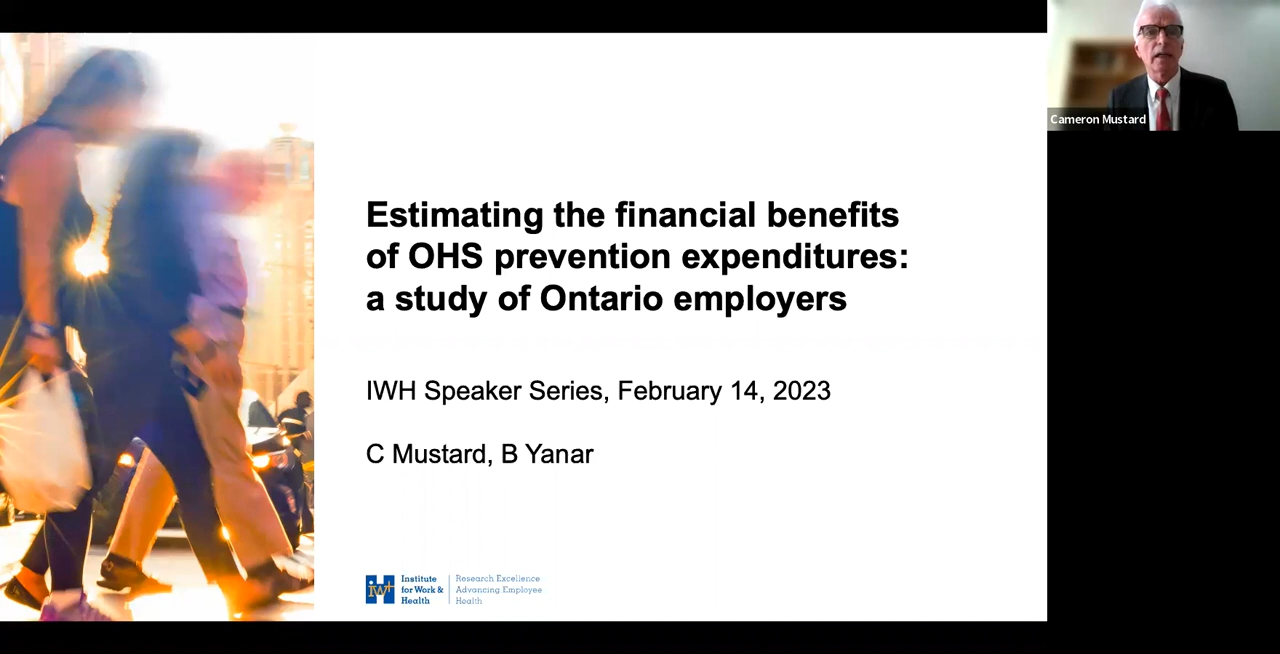 Cameron Mustard
Estimating the financial benefits
of OHS prevention expenditures:
a study of Ontario employers
IWH Speaker Series, February 14, 2023
C Mustard, B Yanar
iwh
Institute
for Work &
Health
Research Excellence
Advancing Employee
Health